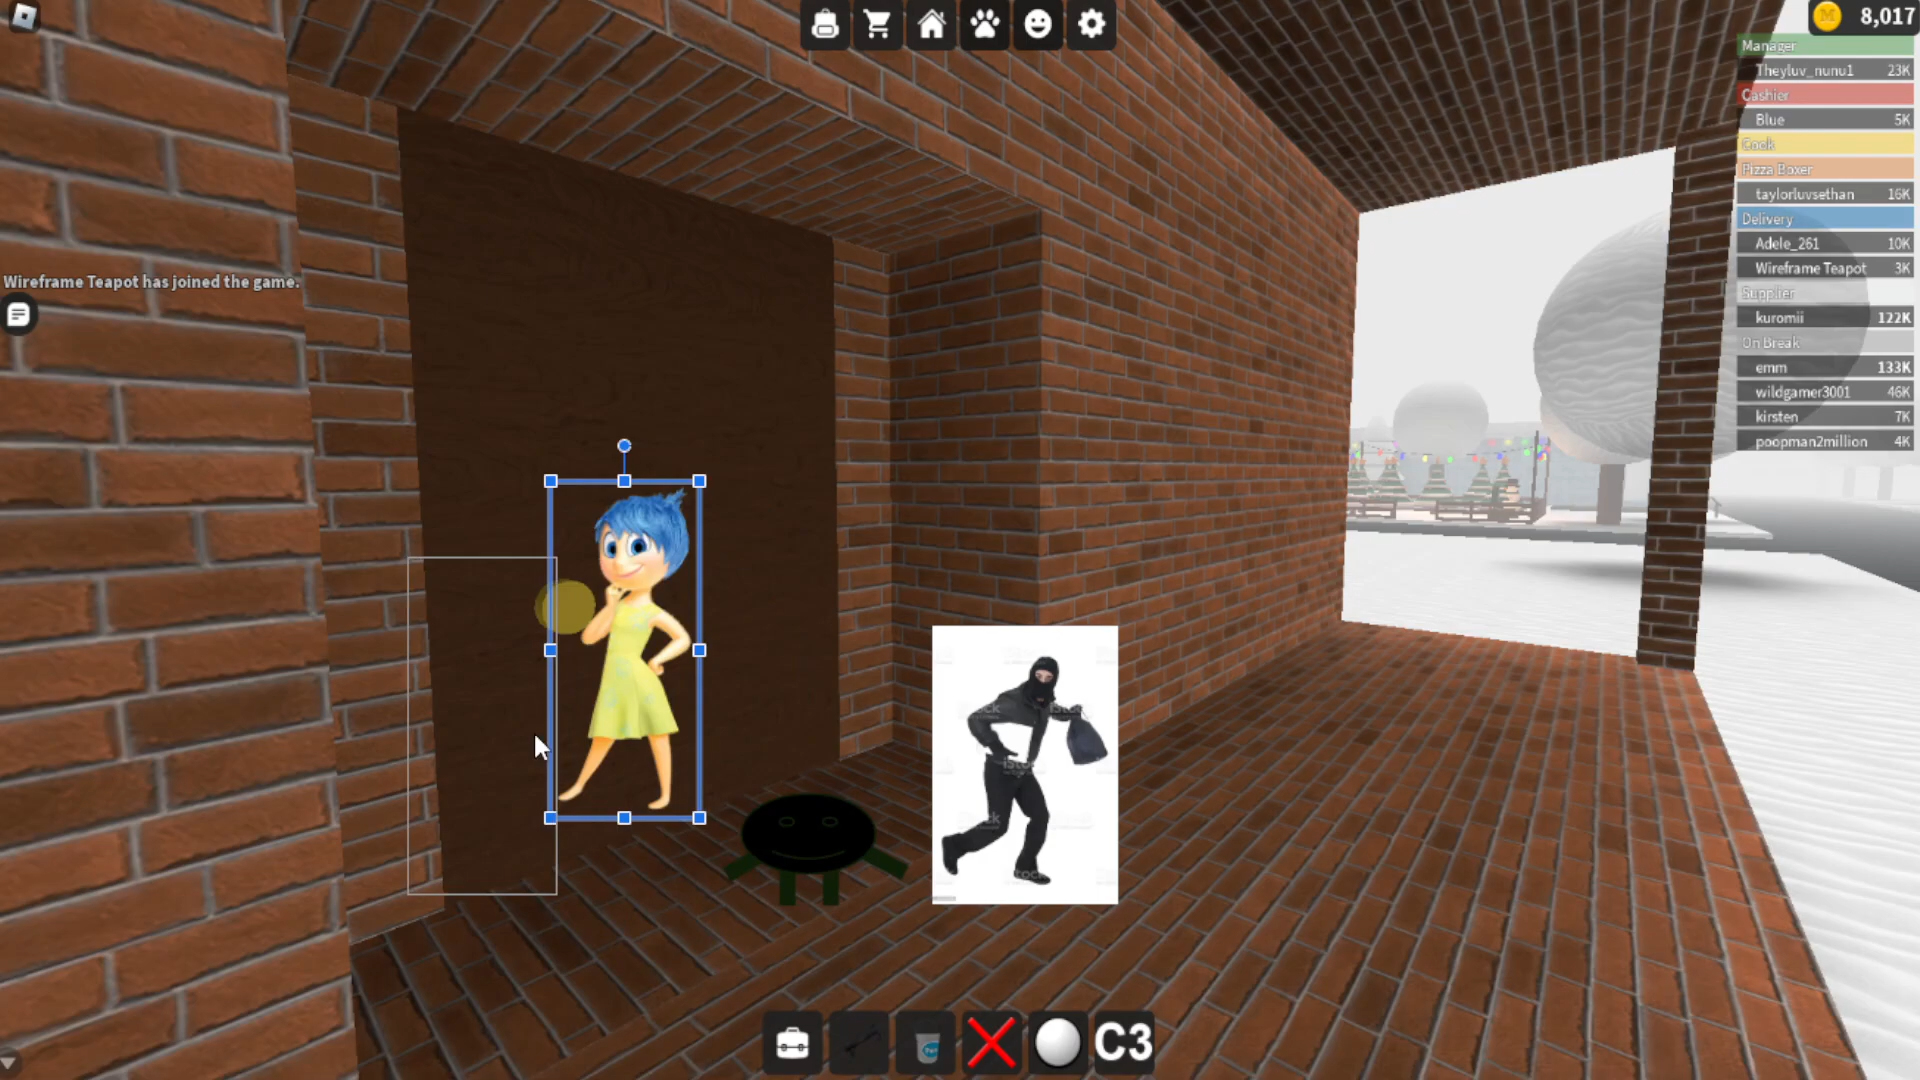 8,017
Manager
Theyluv_nunu1 23K
Cashier
Blue 5K
Cook
Pizza Boxer
taylorluvsethan 16K
Delivery
Adele_261 10K
Wireframe Teapot 3K
Supplier
kuromii 122K
On Break
emm 133K
wildgamer3001 46K
kirsten 7K
poopman2million 4K
Wireframe Teapot has joined the game.
C3